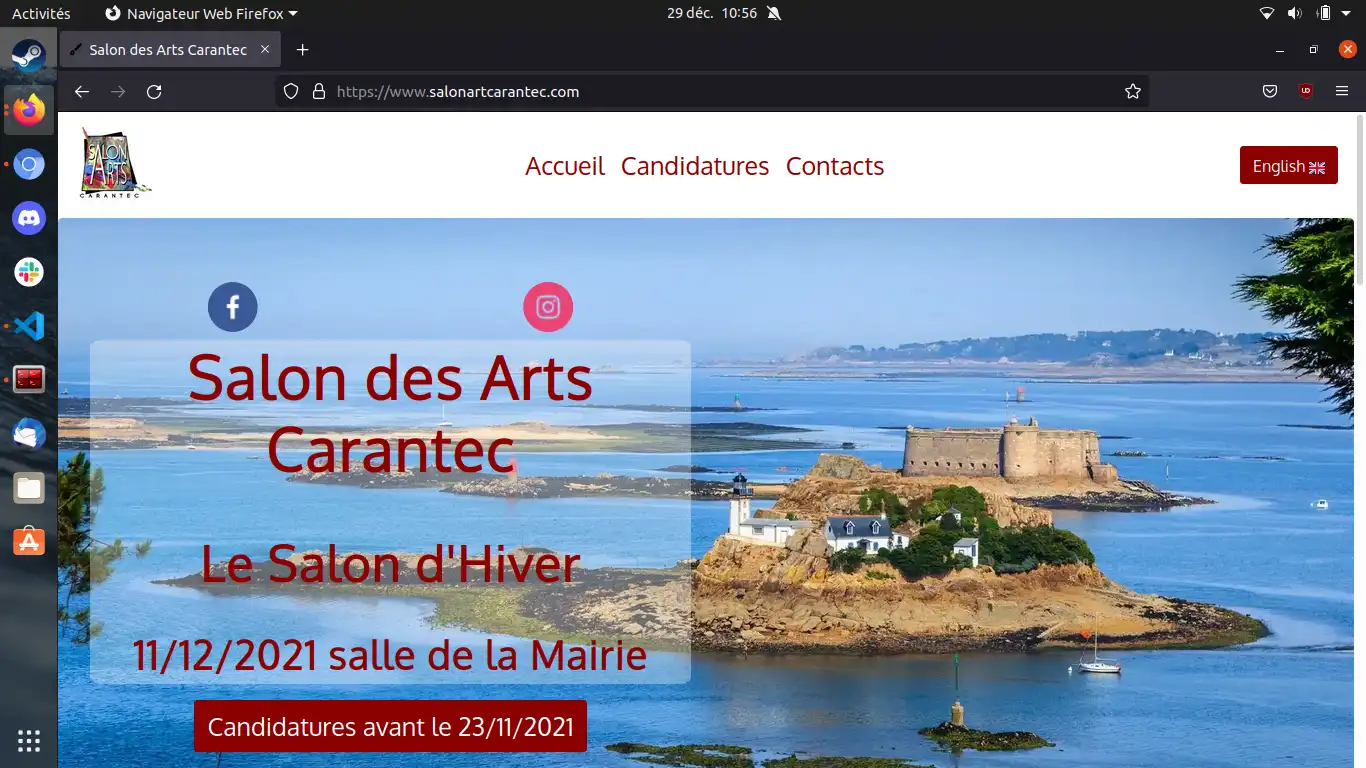 Activités
Navigateur Web Firefox
29 déc. 10:56
Salon des Arts Carantec
https://www.salonartcarantec.com
SALON
ARTS
CARANTEC
Accueil Candidatures Contacts
English
Salon des Arts
Carantec
Le Salon d'Hiver
11/12/2021 salle de la Mairie
Candidatures avant le 23/11/2021